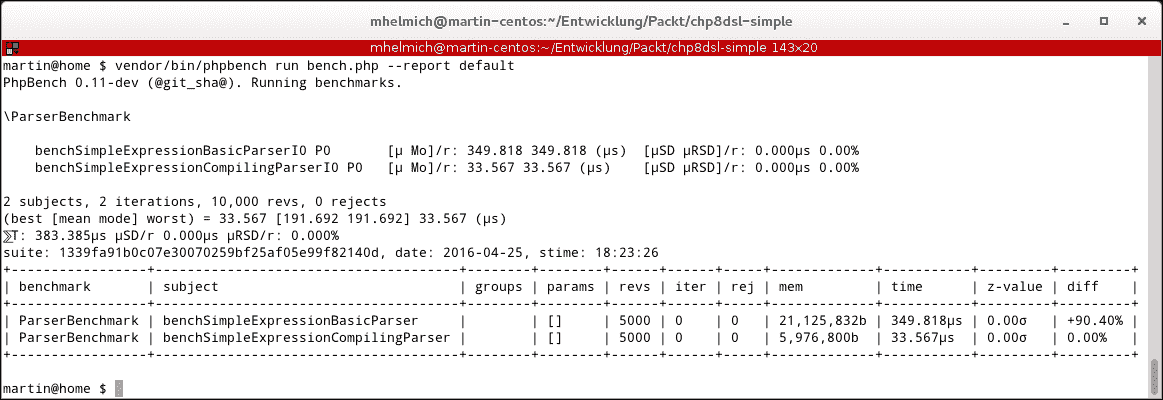 mhelmich@martin-centos:~/Entwicklung/Packt/chp8dsl-simple
mhelmich@martin-centos:~/Entwicklung/Packt/chp8dsl-simple 143x20
martin@home $ vendor/bin/phpbench run bench.php --report default
PhpBench 0.11-dev (@git_sha@). Running benchmarks.
\ParserBenchmark
benchSimpleExpressionBasicParserI0 P0 [μ Mo]/r: 349.818 349.818 (μs) [μSD μRSD]/r: 0.000μs 0.00%
benchSimpleExpressionCompilingParserI0 P0 [μ Mo]/r: 33.567 33.567 (μs) [μSD μRSD]/r: 0.000μs 0.00%
2 subjects, 2 iterations, 10,000 revs, 0 rejects
(best [mean mode] worst) = 33.567 [191.692 191.692] 33.567 (μs)
⅀T: 383.385μs μSD/r 0.000μs μRSD/r: 0.000%
suite: 1339fa91b0c07e30070259bf25af05e99f82140d, date: 2016-04-25, stime: 18:23:26
+----------------+--------------------------------------+--------+--------+------+------+-----+-------------+-----------+---------+---------+
| benchmark | subject | groups | params | revs | iter | rej | mem | time | z-value | diff |
+----------------+--------------------------------------+--------+--------+------+------+-----+-------------+-----------+---------+---------+
| ParserBenchmark | benchSimpleExpressionBasicParser | | [] | 5000 | 0 | 0 | 21,125,832b | 349.818μs | 0.00σ | +90.40% |
| ParserBenchmark | benchSimpleExpressionCompilingParser | | [] | 5000 | 0 | 0 | 5,976,800b | 33.567μs | 0.00σ | 0.00% |
+----------------+--------------------------------------+--------+--------+------+------+-----+-------------+-----------+---------+---------+
martin@home $